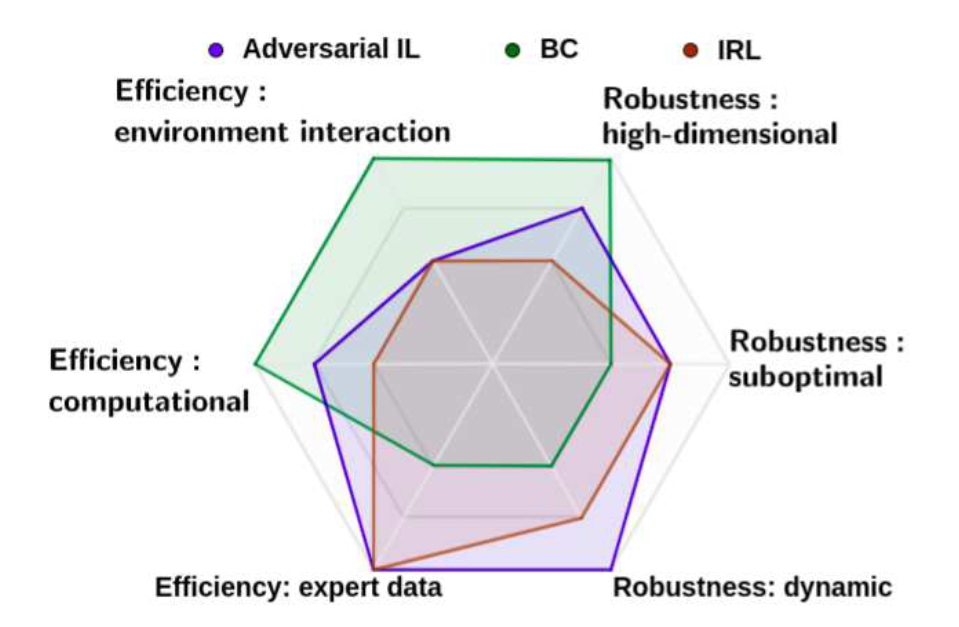 Adversarial IL BC IRL
Efficiency :
environment interaction
Robustness :
high-dimensional
Robustness :
suboptimal
Efficiency :
computational
Efficiency: expert data
Robustness: dynamic